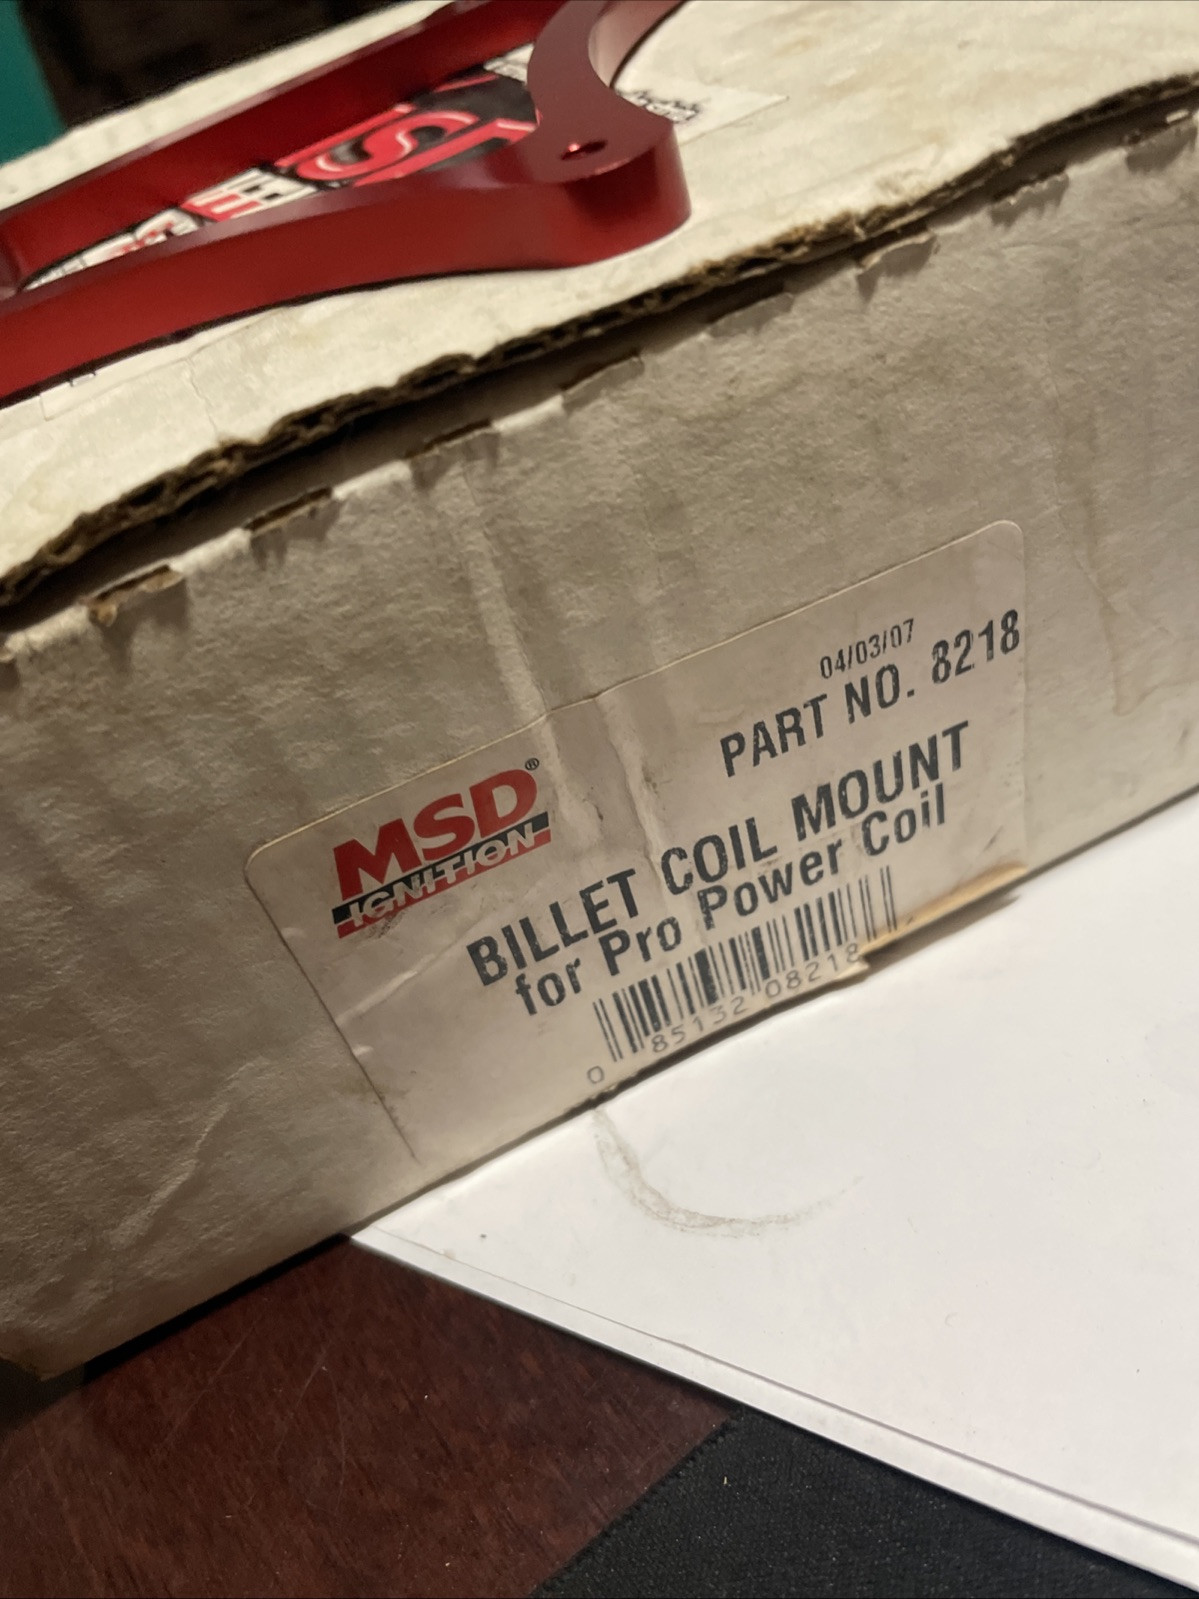 MSD®
IGNITION
04/03/07
PART NO. 8218
BILLET COIL MOUNT
for Pro Power Coil
0 85132 08218